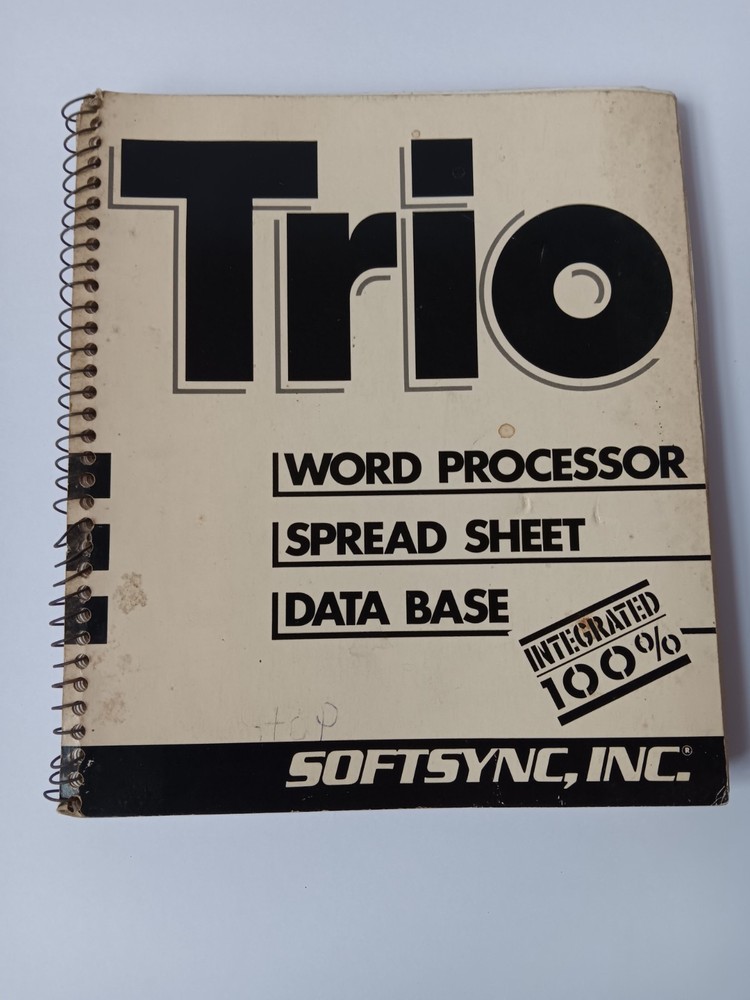 Trio
WORD PROCESSOR
SPREAD SHEET
DATA BASE
INTEGRATED
100%
SOFTSYNC, INC.®